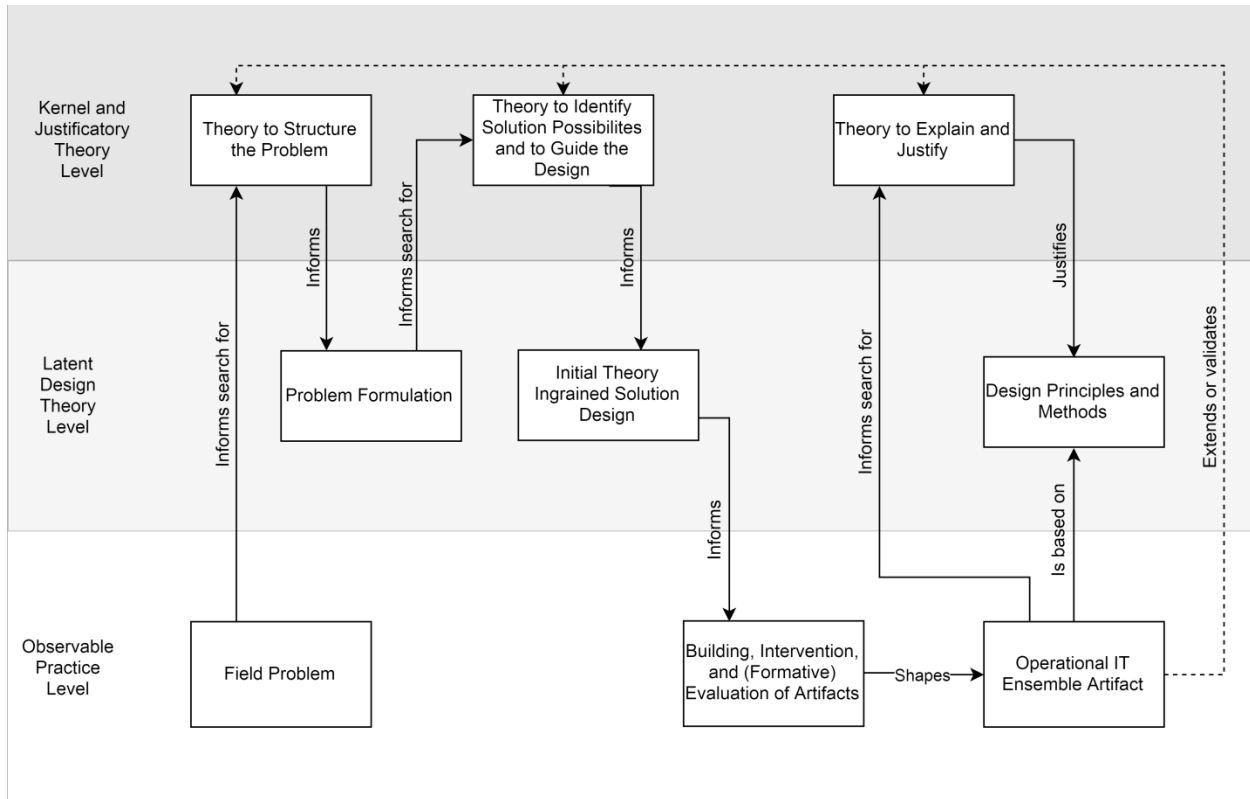 Kernel and
Justificatory
Theory
Level
Theory to Structure
the Problem
Theory to Identify
Solution Possibilites
and to Guide the
Design
Theory to Explain and
Justify
Informs
Informs search for
Informs
Justifies
Latent
Design
Theory
Level
Informs search for
Problem Formulation
Initial Theory
Ingrained Solution
Design
Informs search for
Design Principles and
Methods
Extends or validates
Informs
Is based on
Observable
Practice
Level
Field Problem
Building, Intervention,
and (Formative)
Evaluation of Artifacts
Shapes
Operational IT
Ensemble Artifact